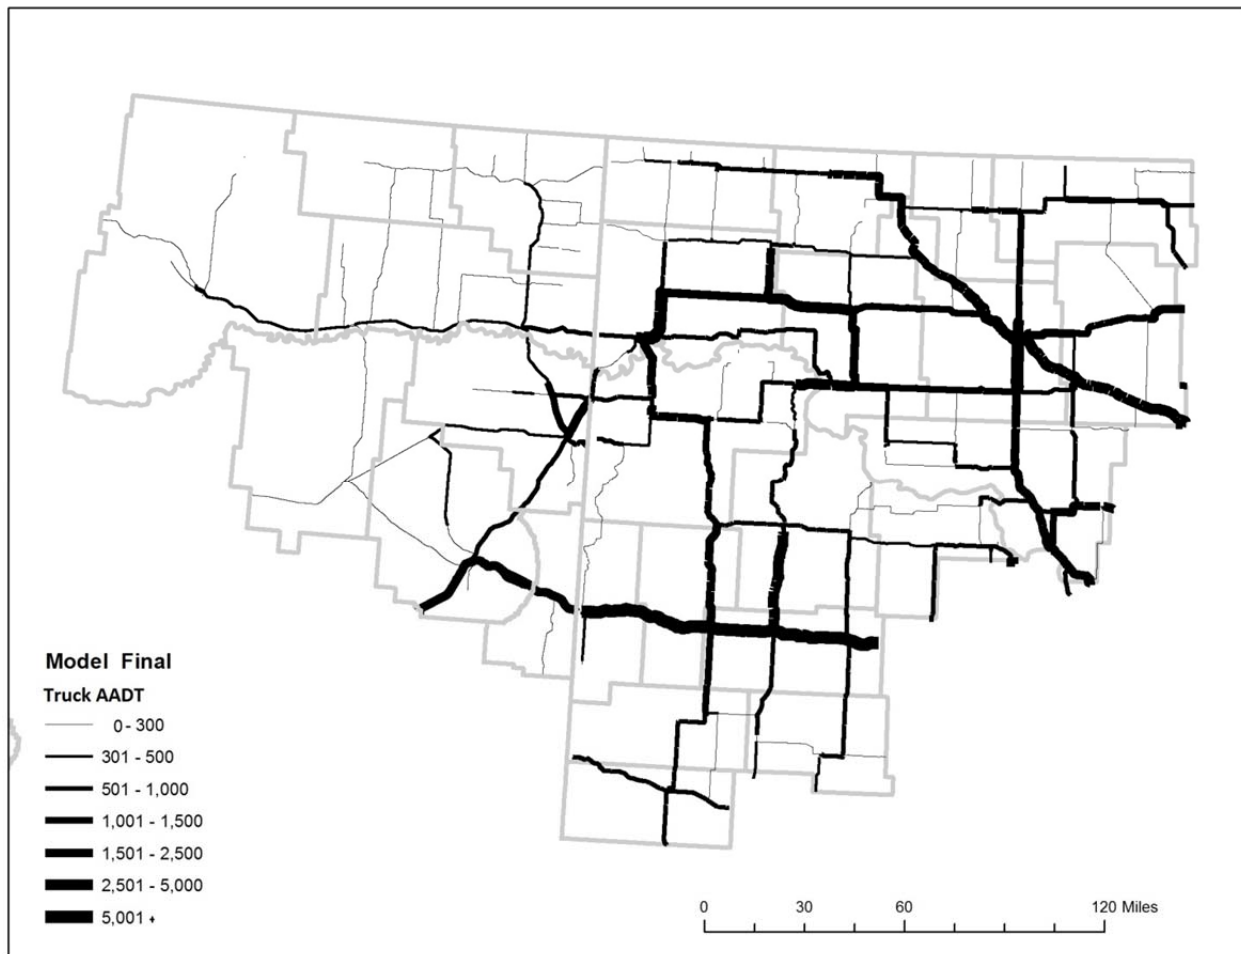 Model Final
Truck AADT
0 - 300
301 - 500
501 - 1,000
1,001 - 1,500
1,501 - 2,500
2,501 - 5,000
5,001 +
0 30 60 120 Miles